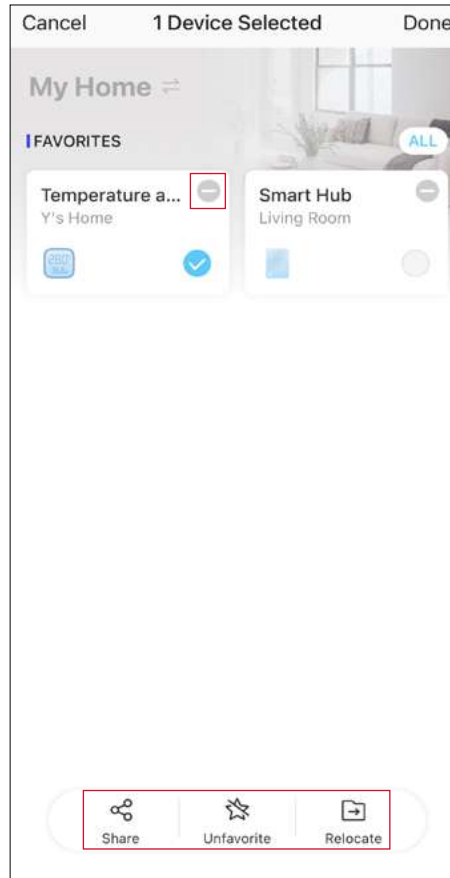 Cancel 1 Device Selected Done
My Home
FAVORITES ALL
Temperature a... Smart Hub
Y's Home Living Room
Share Unfavorite Relocate